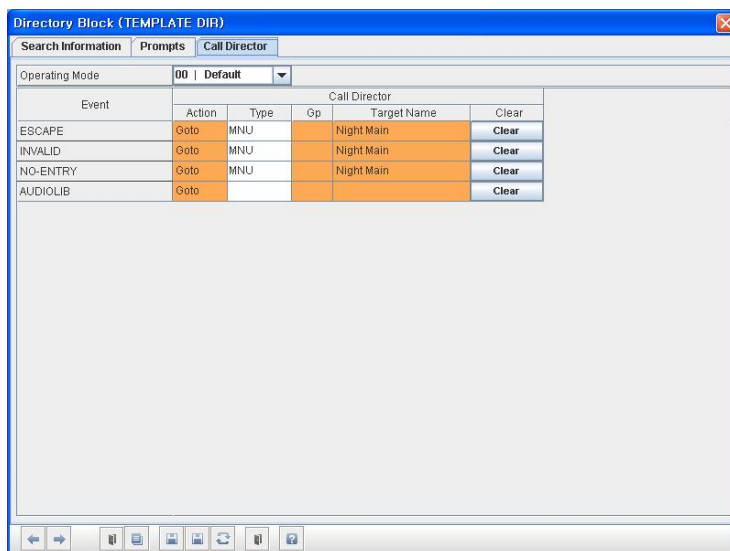 Directory Block (TEMPLATE DIR)
Search Information Prompts Call Director
Operating Mode 00 | Default
Event Call Director
Action Type Gp Target Name Clear
ESCAPE Goto MNU Night Main Clear
INVALID Goto MNU Night Main Clear
NO-ENTRY Goto MNU Night Main Clear
AUDIOLIB Goto Clear